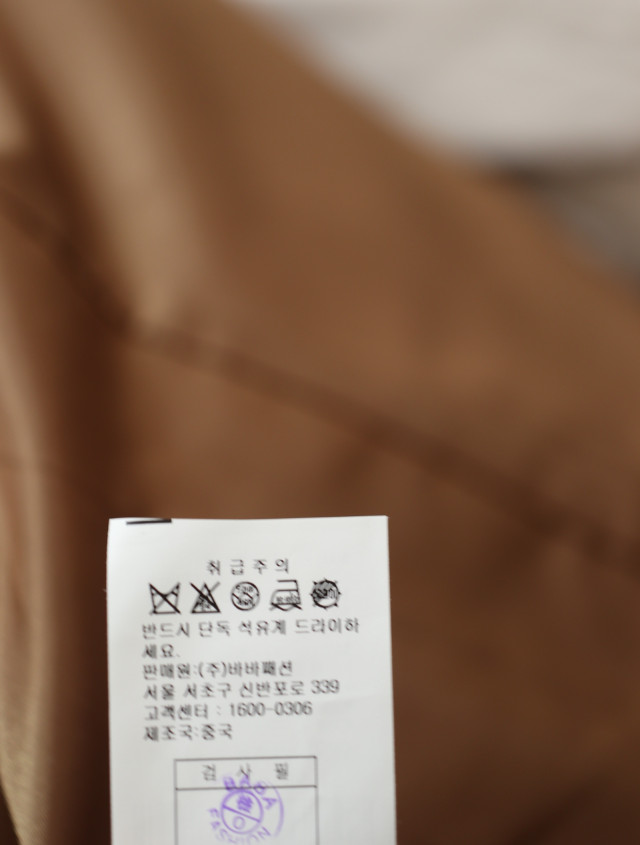 취급주의
반드시 단독 석유계 드라이하
세요.
판매원:(주)바바패션
서울 서초구 신반포로 339
고객센터 : 1600-0306
제조국:중국
검 사 필
BABA
FASHION